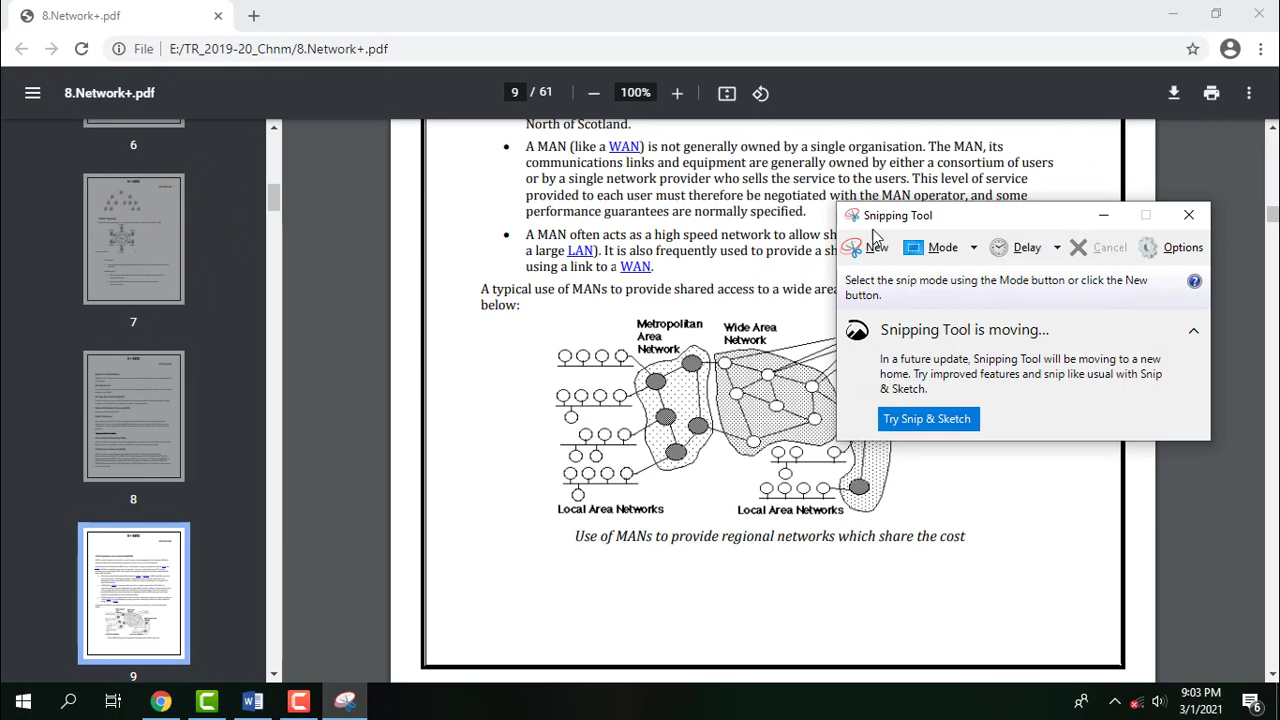 8.Network+.pdf
File
E:/TR_2019-20_Chnm/8.Network+.pdf
8.Network+.pdf
9 / 61
100%
6
7
8
9
North of Scotland.
• A MAN (like a WAN) is not generally owned by a single organisation. The MAN, its
communications links and equipment are generally owned by either a consortium of users
or by a single network provider who sells the service to the users. This level of service
provided to each user must therefore be negotiated with the MAN operator, and some
performance guarantees are normally specified.
• A MAN often acts as a high speed network to allow sh
a large LAN). It is also frequently used to provide a sh
using a link to a WAN.
A typical use of MANs to provide shared access to a wide area
below:
Metropolitan
Area
Network
Wide Area
Network
Local Area Networks
Local Area Networks
Use of MANs to provide regional networks which share the cost
Snipping Tool
New
Mode
Delay
Cancel
Options
Select the snip mode using the Mode button or click the New
button.
Snipping Tool is moving...
In a future update, Snipping Tool will be moving to a new
home. Try improved features and snip like usual with Snip
& Sketch.
Try Snip & Sketch
9:03 PM
3/1/2021
6